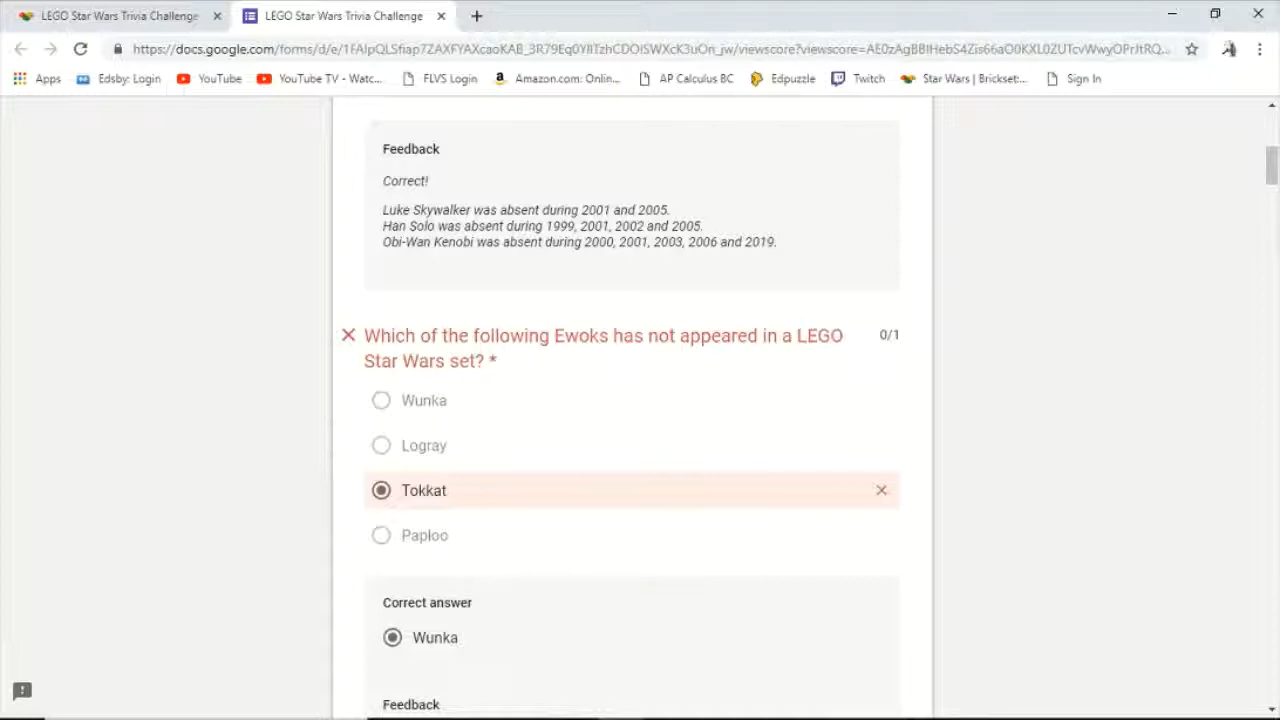 LEGO Star Wars Trivia Challenge
LEGO Star Wars Trivia Challenge
Apps
Edsby: Login
YouTube
YouTube TV - Watc...
FLVS Login
Amazon.com: Onlin...
AP Calculus BC
Edpuzzle
Twitch
Star Wars | Brickset:...
Sign In
Feedback
Correct!
Luke Skywalker was absent during 2001 and 2005.
Han Solo was absent during 1999, 2001, 2002 and 2005.
Obi-Wan Kenobi was absent during 2000, 2001, 2003, 2006 and 2019.
Which of the following Ewoks has not appeared in a LEGO
Star Wars set? *
0/1
Wunka
Logray
Tokkat
Paploo
Correct answer
Wunka
Feedback